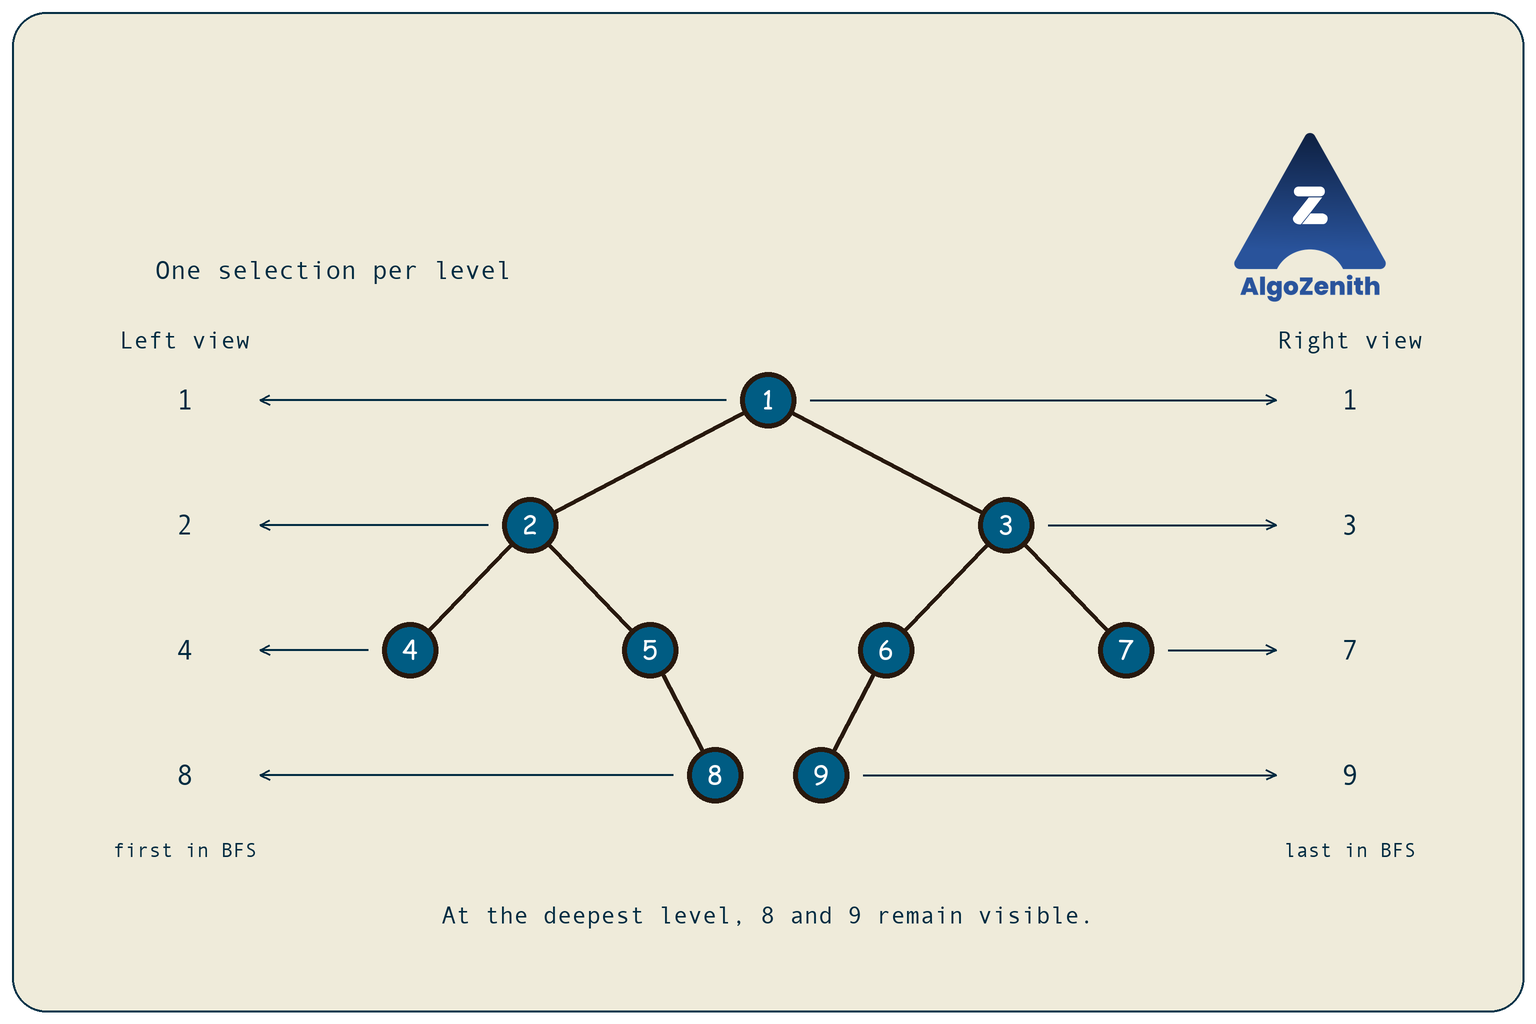 Z
AlgoZenith
One selection per level
Left view
Right view
1 1 1
2 2 3 3
4 4 5 6 7 7
8 8 9 9
first in BFS
last in BFS
At the deepest level, 8 and 9 remain visible.